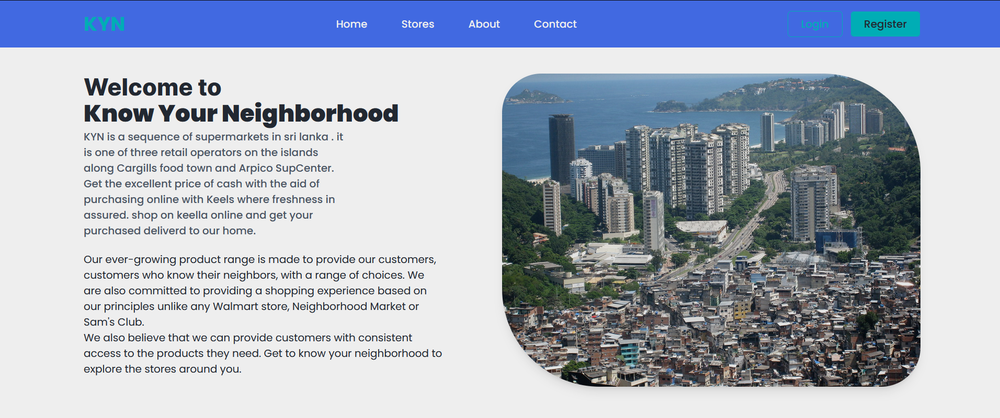 KYN
Home
Stores
About
Contact
Login
Register
Welcome to
Know Your Neighborhood
KYN is a sequence of supermarkets in sri lanka . it
is one of three retail operators on the islands
along Cargills food town and Arpico SupCenter.
Get the excellent price of cash with the aid of
purchasing online with Keels where freshness in
assured. shop on keella online and get your
purchased deliverd to our home.
Our ever-growing product range is made to provide our customers,
customers who know their neighbors, with a range of choices. We
are also committed to providing a shopping experience based on
our principles unlike any Walmart store, Neighborhood Market or
Sam's Club.
We also believe that we can provide customers with consistent
access to the products they need. Get to know your neighborhood to
explore the stores around you.